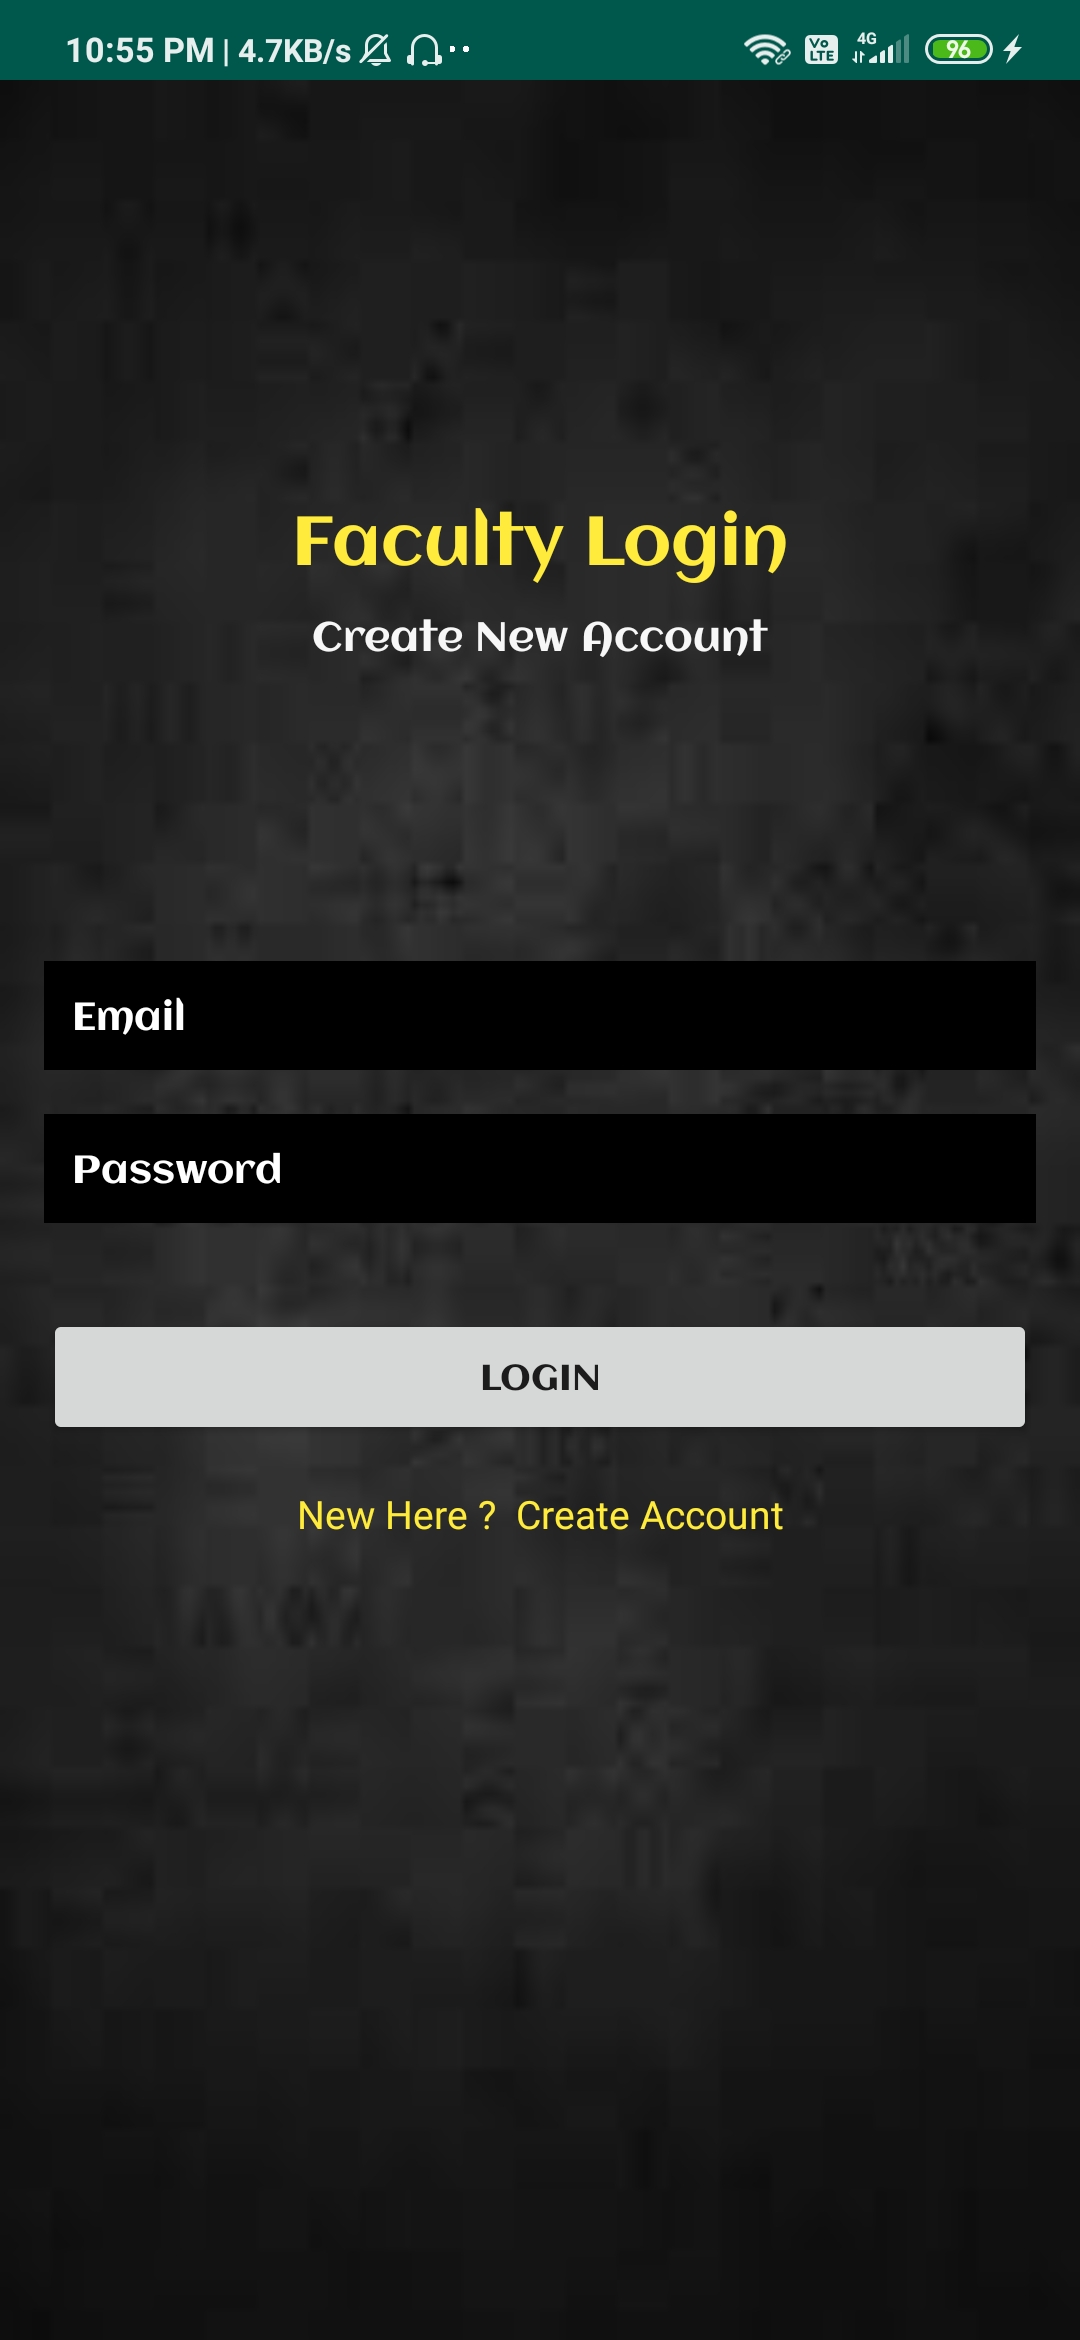 10:55 PM | 4.7KB/s
Vo LTE 4G 96
Faculty Login
Create New Account
Email
Password
LOGIN
New Here ? Create Account